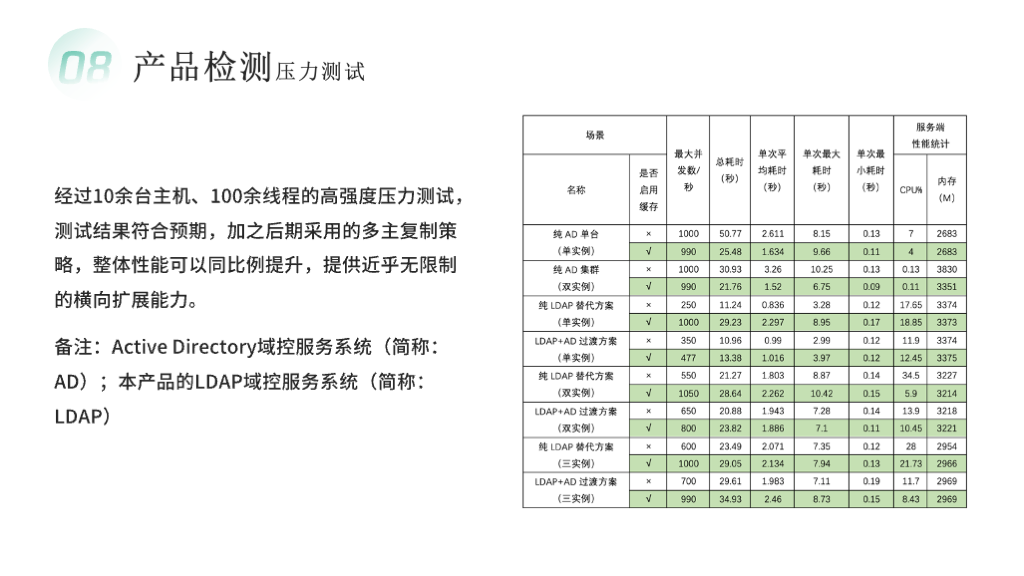 08 产品检测压力测试
经过10余台主机、100余线程的高强度压力测试，
测试结果符合预期，加之后期采用的多主复制策
略，整体性能可以同比例提升，提供近乎无限制
的横向扩展能力。
备注：Active Directory域控服务系统（简称：
AD）；本产品的LDAP域控服务系统（简称：
LDAP）
场景 最大并发数/秒 总耗时（秒） 单次平均耗时（秒） 单次最大耗时（秒） 单次最小耗时（秒） 服务端性能统计
名称 是否启用缓存 CPU% 内存（M）
纯 AD 单台 × 1000 50.77 2.611 8.15 0.13 7 2683
（单实例） √ 990 25.48 1.634 9.66 0.11 4 2683
纯 AD 集群 × 1000 30.93 3.26 10.25 0.13 0.13 3830
（双实例） √ 990 21.76 1.52 6.75 0.09 0.11 3351
纯 LDAP 替代方案 × 250 11.24 0.836 3.28 0.12 17.65 3374
（单实例） √ 1000 29.23 2.297 8.95 0.17 18.85 3373
LDAP+AD 过渡方案 × 350 10.96 0.99 2.99 0.12 11.9 3374
（单实例） √ 477 13.38 1.016 3.97 0.12 12.45 3375
纯 LDAP 替代方案 × 550 21.27 1.803 8.87 0.14 34.5 3227
（双实例） √ 1050 28.64 2.262 10.42 0.15 5.9 3214
LDAP+AD 过渡方案 × 650 20.88 1.943 7.28 0.14 13.9 3218
（双实例） √ 800 23.82 1.886 7.1 0.11 10.45 3221
纯 LDAP 替代方案 × 600 23.49 2.071 7.35 0.12 28 2954
（三实例） √ 1000 29.05 2.134 7.94 0.13 21.73 2966
LDAP+AD 过渡方案 × 700 29.61 1.983 7.11 0.19 11.7 2969
（三实例） √ 990 34.93 2.46 8.73 0.15 8.43 2969